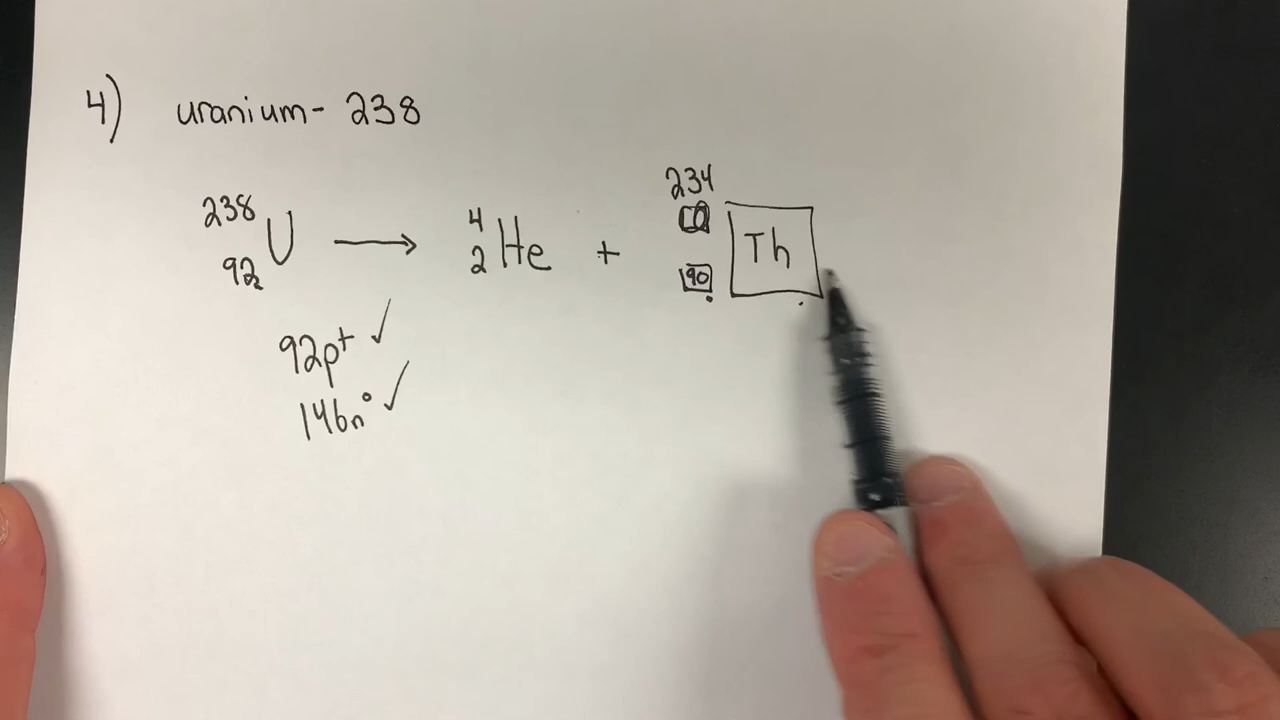 4) uranium- 238
238 92 U → 4 2 He + 234 90 Th
92p+ ✓
146n° ✓